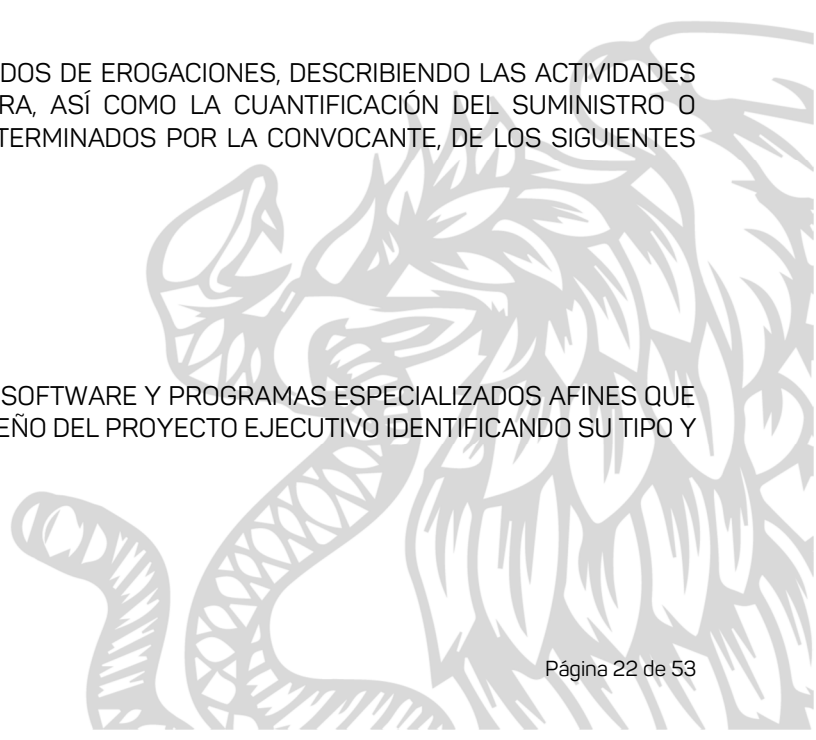 DOS DE EROGACIONES, DESCRIBIENDO LAS ACTIVIDADES
RA, ASÍ COMO LA CUANTIFICACIÓN DEL SUMINISTRO O
TERMINADOS POR LA CONVOCANTE, DE LOS SIGUIENTES
SOFTWARE Y PROGRAMAS ESPECIALIZADOS AFINES QUE
EÑO DEL PROYECTO EJECUTIVO IDENTIFICANDO SU TIPO Y
Página 22 de 53